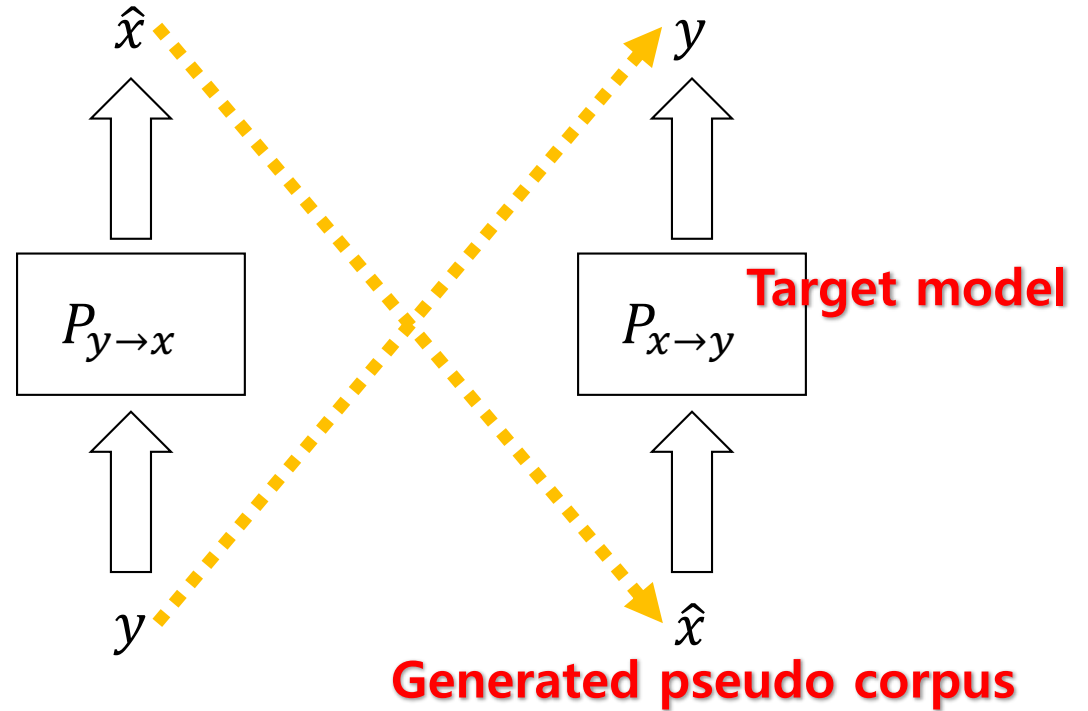 x̂
y
P_{y→x}
P_{x→y}
Target model
y
x̂
Generated pseudo corpus